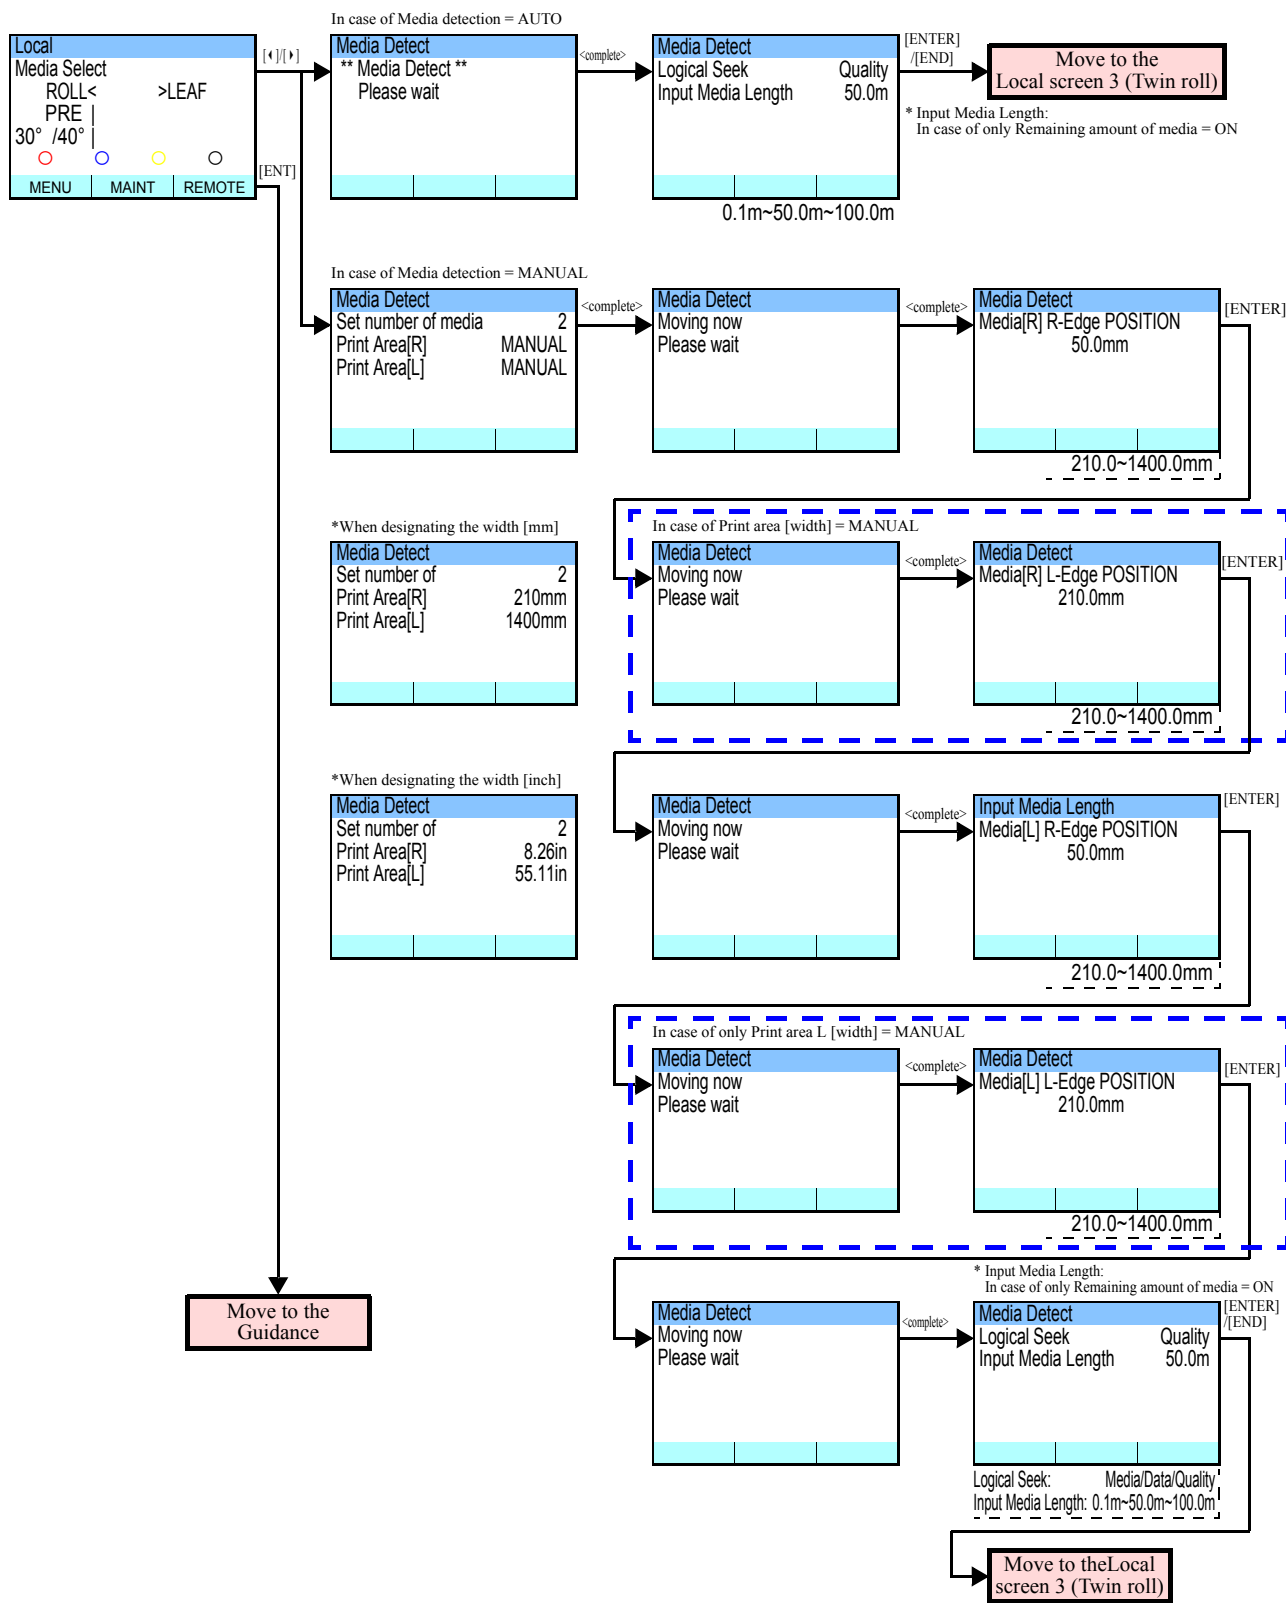 In case of Media detection = AUTO
Local
Media Select
ROLL< >LEAF
PRE |
30° /40° |
MENU MAINT REMOTE
[◂]/[▸]
[ENT]
Media Detect
** Media Detect **
Please wait
<complete>
Media Detect
Logical Seek Quality
Input Media Length 50.0m
0.1m~50.0m~100.0m
[ENTER]
/[END]
Move to the
Local screen 3 (Twin roll)
* Input Media Length:
In case of only Remaining amount of media = ON
In case of Media detection = MANUAL
Media Detect
Set number of media 2
Print Area[R] MANUAL
Print Area[L] MANUAL
<complete>
Media Detect
Moving now
Please wait
<complete>
Media Detect
Media[R] R-Edge POSITION
50.0mm
[ENTER]
210.0~1400.0mm
*When designating the width [mm]
Media Detect
Set number of 2
Print Area[R] 210mm
Print Area[L] 1400mm
In case of Print area [width] = MANUAL
Media Detect
Moving now
Please wait
<complete>
Media Detect
Media[R] L-Edge POSITION
210.0mm
[ENTER]
210.0~1400.0mm
*When designating the width [inch]
Media Detect
Set number of 2
Print Area[R] 8.26in
Print Area[L] 55.11in
Media Detect
Moving now
Please wait
<complete>
Input Media Length
Media[L] R-Edge POSITION
50.0mm
[ENTER]
210.0~1400.0mm
In case of only Print area L [width] = MANUAL
Media Detect
Moving now
Please wait
<complete>
Media Detect
Media[L] L-Edge POSITION
210.0mm
[ENTER]
210.0~1400.0mm
Move to the
Guidance
* Input Media Length:
In case of only Remaining amount of media = ON
Media Detect
Moving now
Please wait
<complete>
Media Detect
Logical Seek Quality
Input Media Length 50.0m
[ENTER]
/[END]
Logical Seek: Media/Data/Quality
Input Media Length: 0.1m~50.0m~100.0m
Move to theLocal
screen 3 (Twin roll)